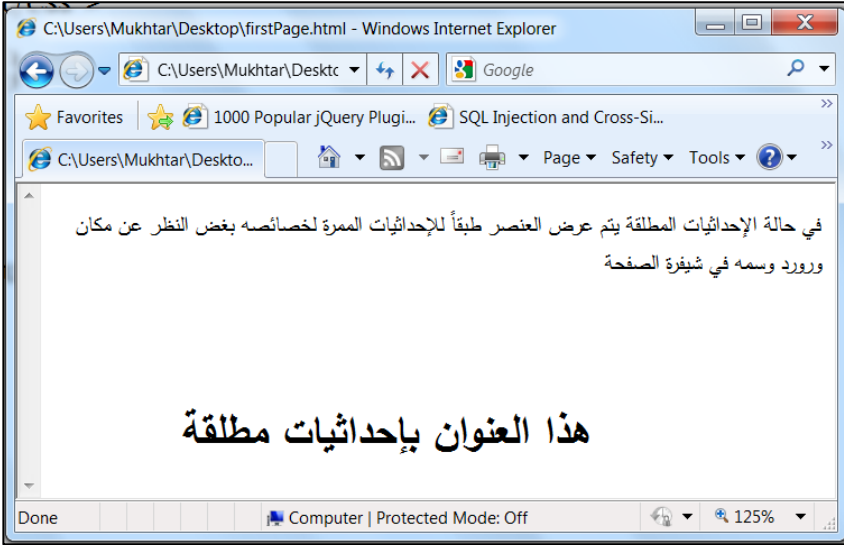 C:\Users\Mukhtar\Desktop\firstPage.html - Windows Internet Explorer
C:\Users\Mukhtar\Desktc
Google
Favorites 1000 Popular jQuery Plugi... SQL Injection and Cross-Si...
C:\Users\Mukhtar\Deskto... Page Safety Tools
في حالة الإحداثيات المطلقة يتم عرض العنصر طبقاً للإحداثيات الممرة لخصائصه بغض النظر عن مكان
ورورد وسمه في شيفرة الصفحة
هذا العنوان بإحداثيات مطلقة
Done Computer | Protected Mode: Off 125%